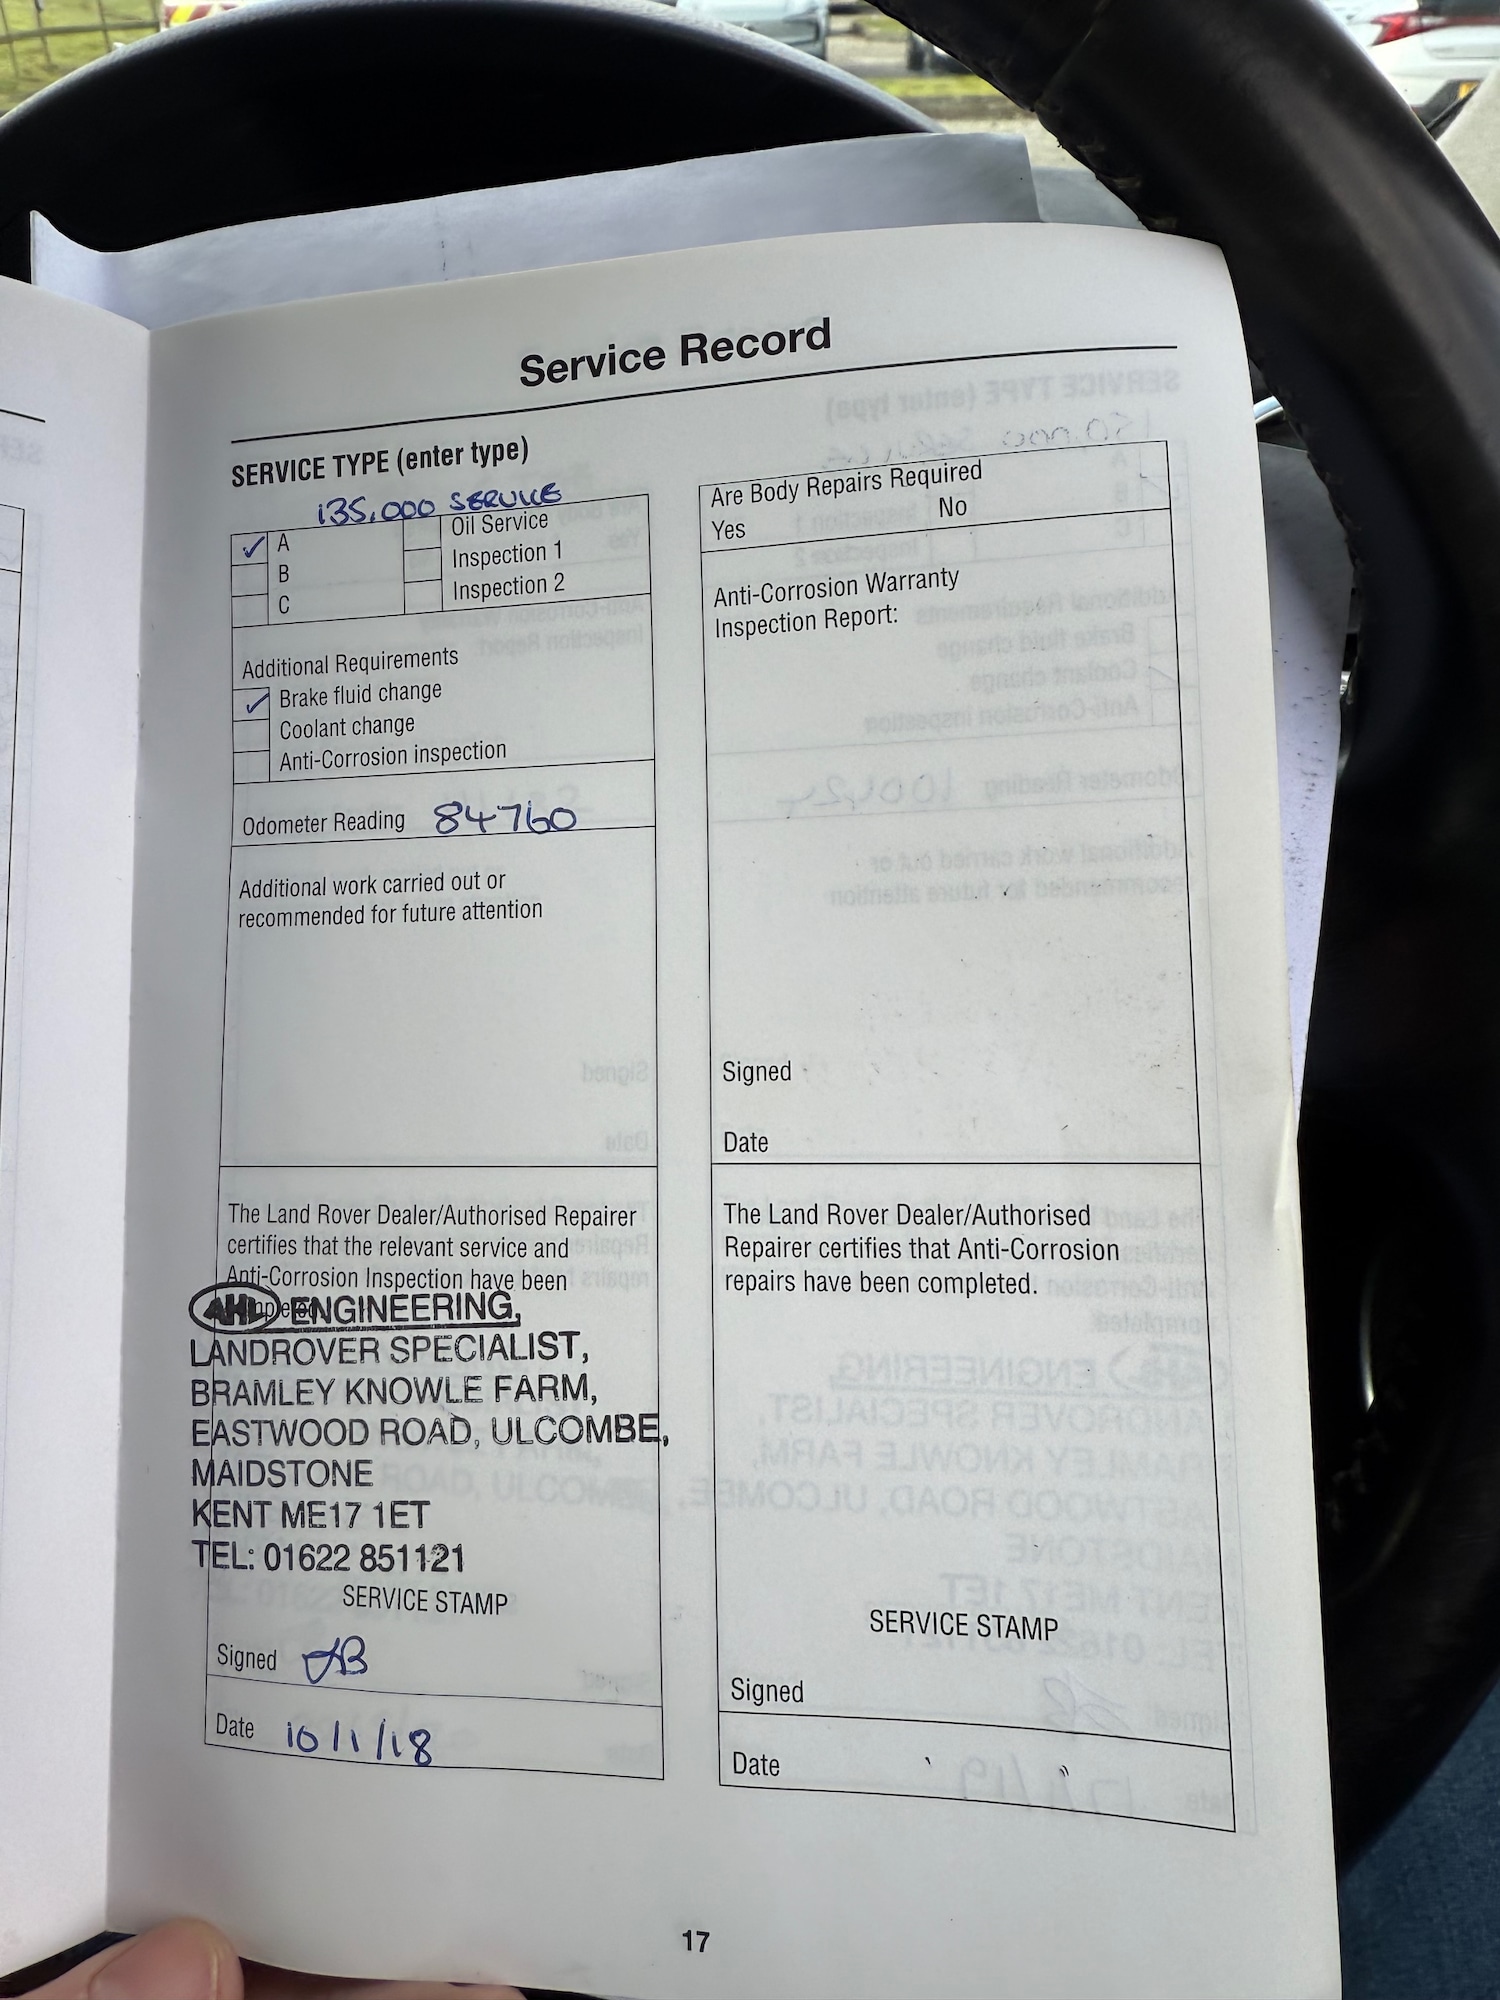 Service Record
SERVICE TYPE (enter type)
135,000 SERVICE
✓ A
B
C
Oil Service
Inspection 1
Inspection 2
Additional Requirements
✓ Brake fluid change
Coolant change
Anti-Corrosion inspection
Odometer Reading 84760
Additional work carried out or
recommended for future attention
The Land Rover Dealer/Authorised Repairer
certifies that the relevant service and
Anti-Corrosion Inspection have been
AHL ENGINEERING,
LANDROVER SPECIALIST,
BRAMLEY KNOWLE FARM,
EASTWOOD ROAD, ULCOMBE,
MAIDSTONE
KENT ME17 1ET
TEL: 01622 851121
SERVICE STAMP
Signed
Date 10/1/18
Are Body Repairs Required
Yes No
Anti-Corrosion Warranty
Inspection Report:
Signed
Date
The Land Rover Dealer/Authorised
Repairer certifies that Anti-Corrosion
repairs have been completed.
SERVICE STAMP
Signed
Date
17